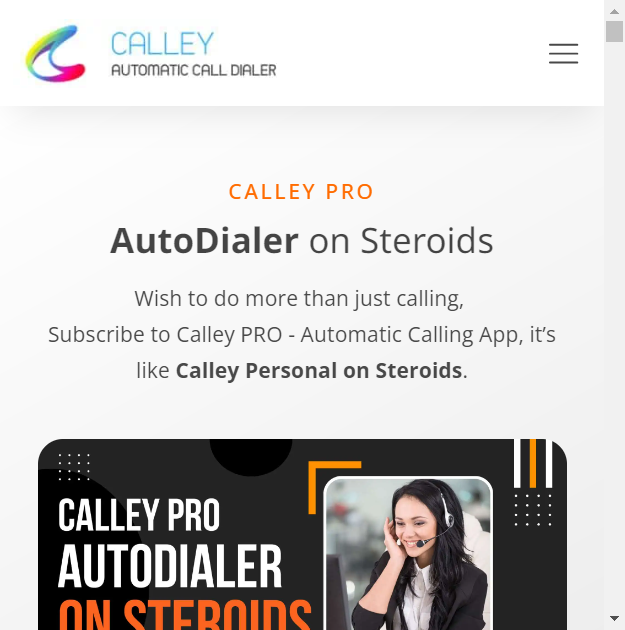 CALLEY
AUTOMATIC CALL DIALER
CALLEY PRO
AutoDialer on Steroids
Wish to do more than just calling,
Subscribe to Calley PRO - Automatic Calling App, it’s
like Calley Personal on Steroids.
CALLEY PRO
AUTODIALER
ON STEROIDS